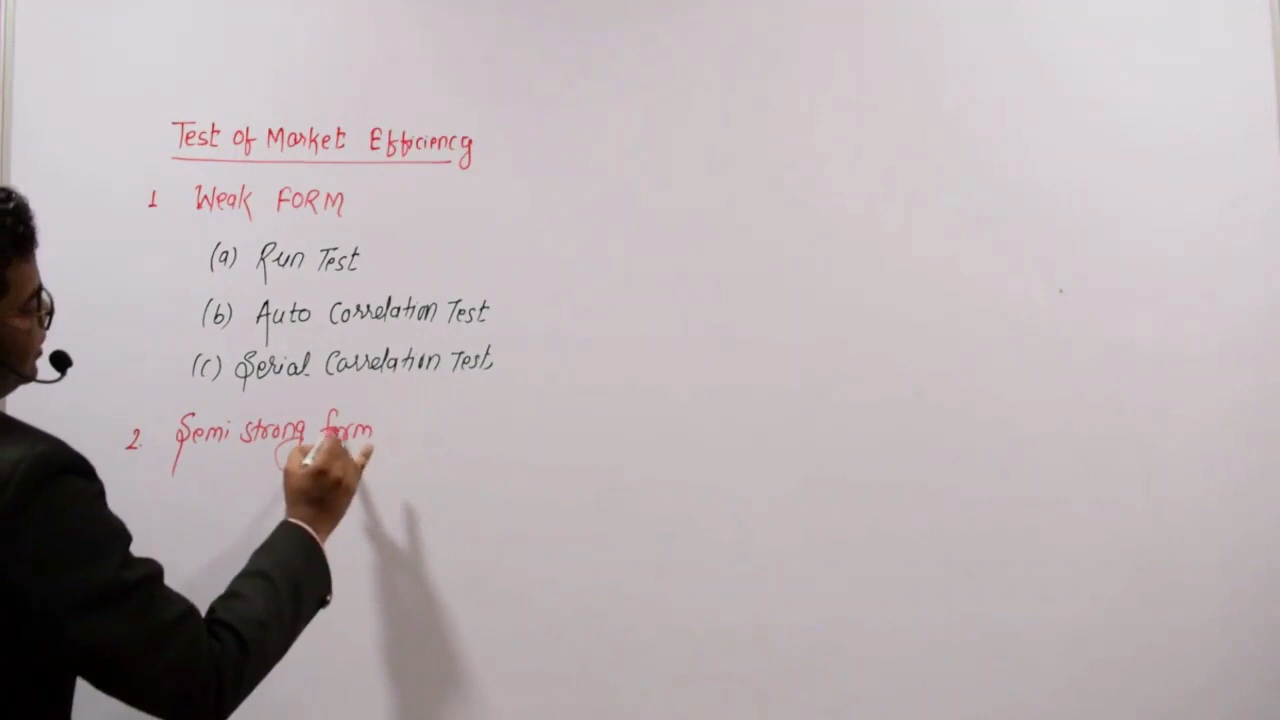 Test of Market Efficiency
1 Weak FORM
(a) Run Test
(b) Auto Correlation Test
(c) Serial Correlation Test
2. Semi strong form